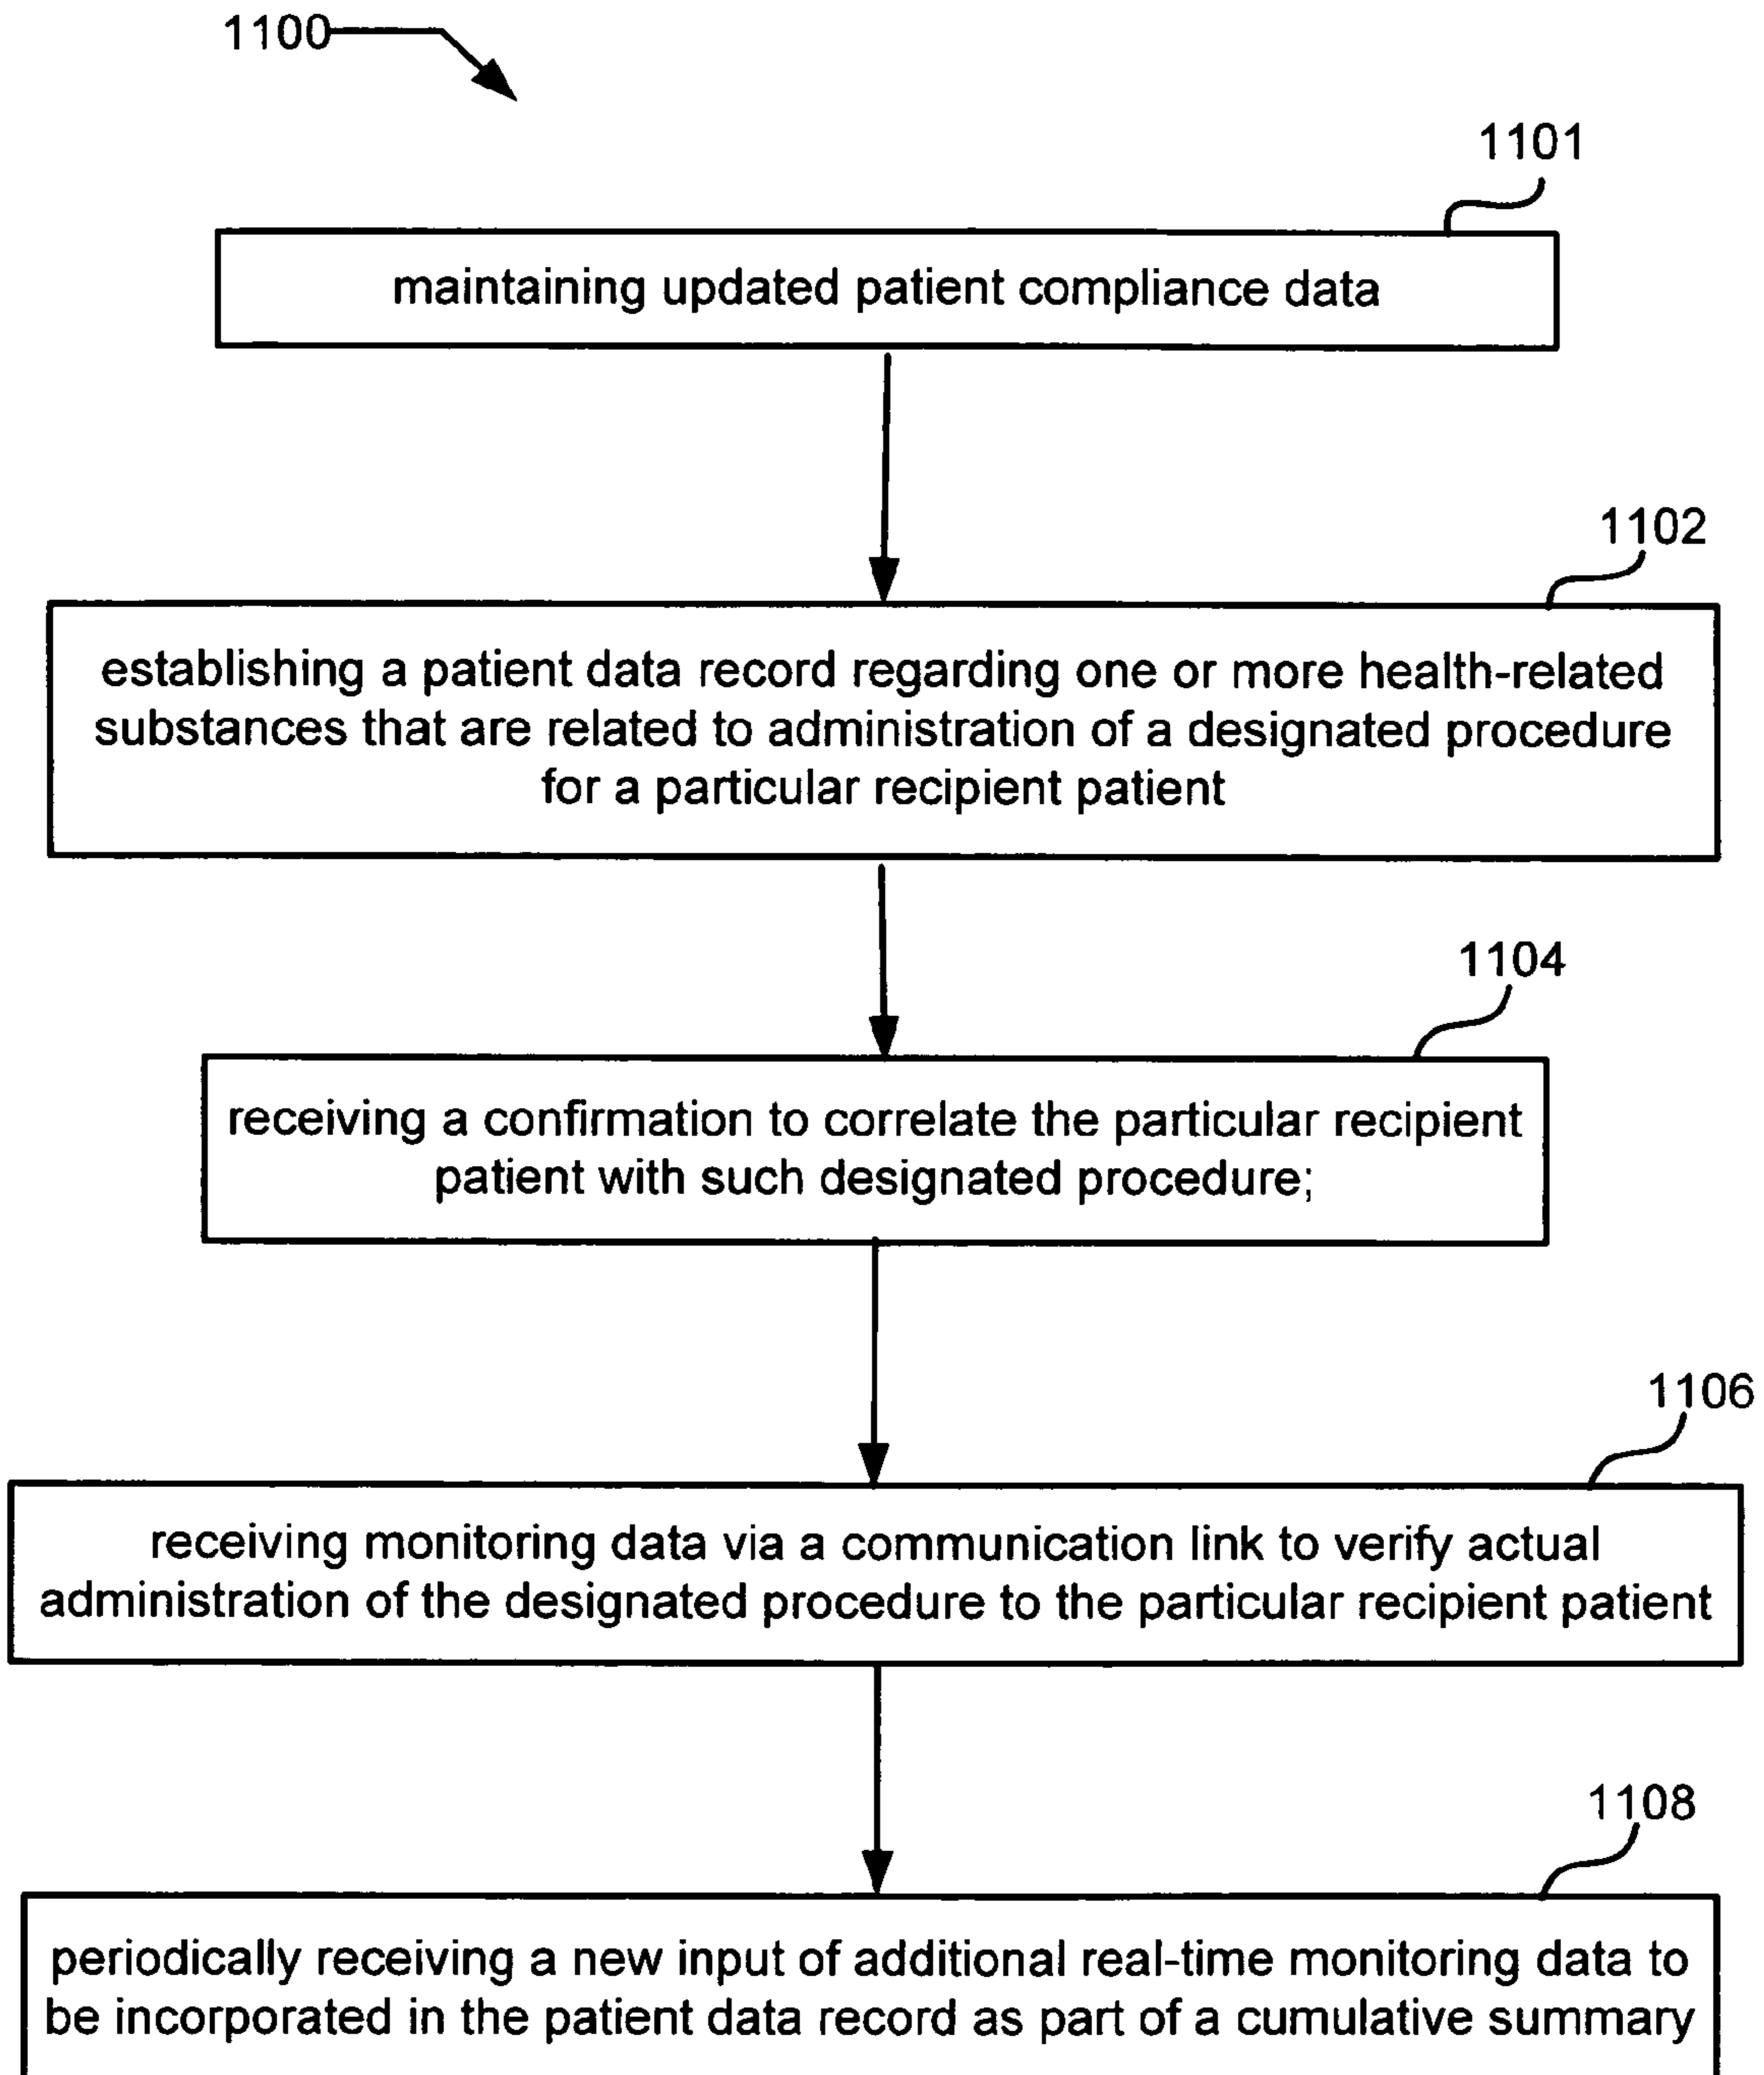 1100
1101
maintaining updated patient compliance data
1102
establishing a patient data record regarding one or more health-related
substances that are related to administration of a designated procedure
for a particular recipient patient
1104
receiving a confirmation to correlate the particular recipient
patient with such designated procedure;
1106
receiving monitoring data via a communication link to verify actual
administration of the designated procedure to the particular recipient patient
1108
periodically receiving a new input of additional real-time monitoring data to
be incorporated in the patient data record as part of a cumulative summary